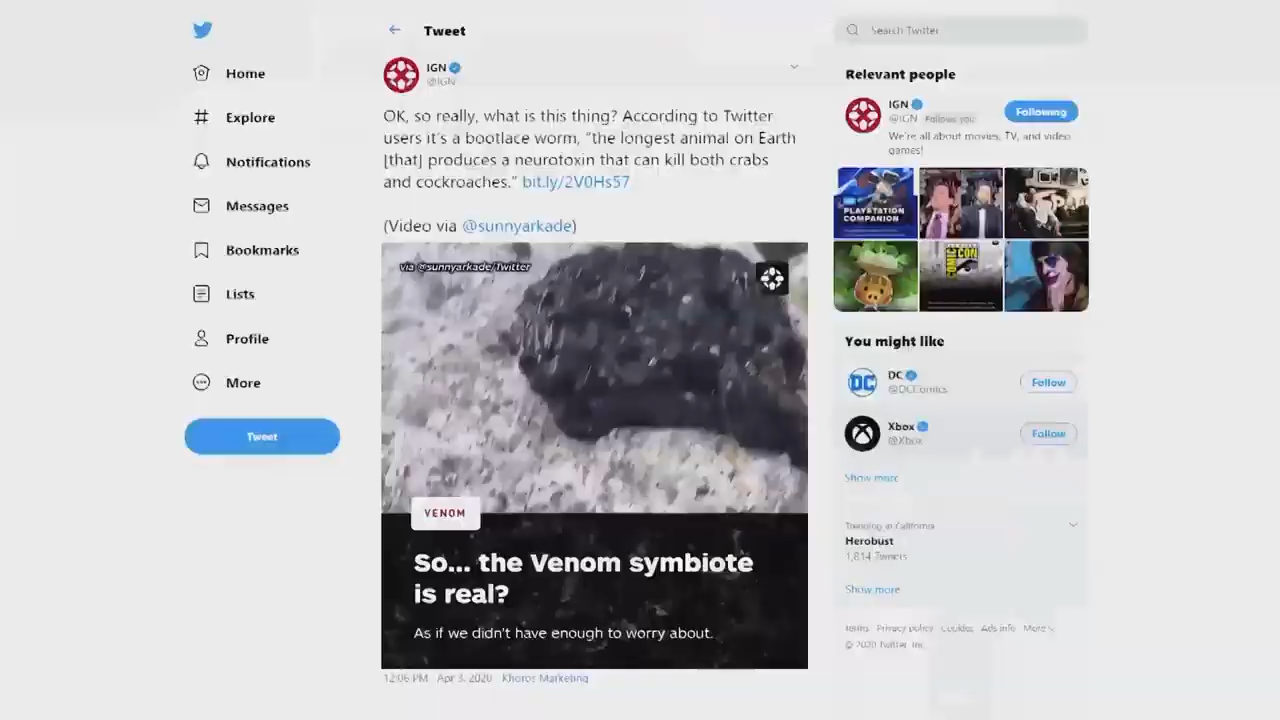 Tweet
Search Twitter
Home
Explore
Notifications
Messages
Bookmarks
Lists
Profile
More
Tweet
IGN
@IGN
OK, so really, what is this thing? According to Twitter
users it's a bootlace worm, "the longest animal on Earth
[that] produces a neurotoxin that can kill both crabs
and cockroaches." bit.ly/2V0Hs57
(Video via @sunnyarkade)
via @sunnyarkade/Twitter
VENOM
So... the Venom symbiote
is real?
As if we didn't have enough to worry about.
12:06 PM Apr 3, 2020 Khoros Marketing
Relevant people
IGN
@IGN Follows you
Following
We're all about movies, TV, and video
games!
PLAYSTATION
COMPANION
COMIC CON
You might like
DC
@DCComics
Follow
Xbox
@Xbox
Follow
Show more
Trending in California
Herobust
1,814 Tweets
Show more
Terms Privacy policy Cookies Ads info More
© 2020 Twitter, Inc.